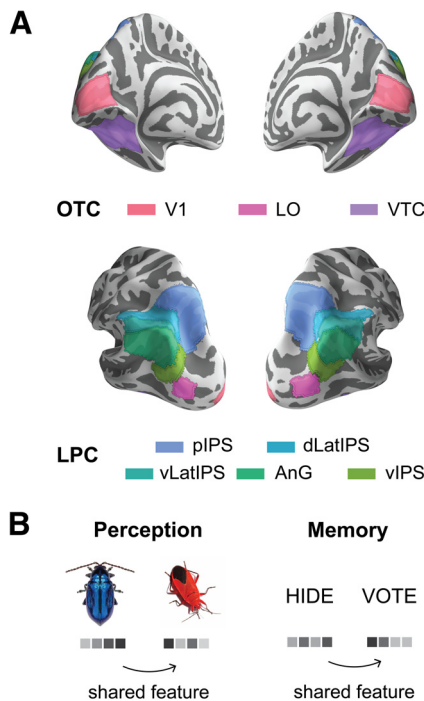 A
OTC V1 LO VTC
LPC pIPS dLatIPS
vLatIPS AnG vIPS
B
Perception Memory
HIDE VOTE
shared feature shared feature